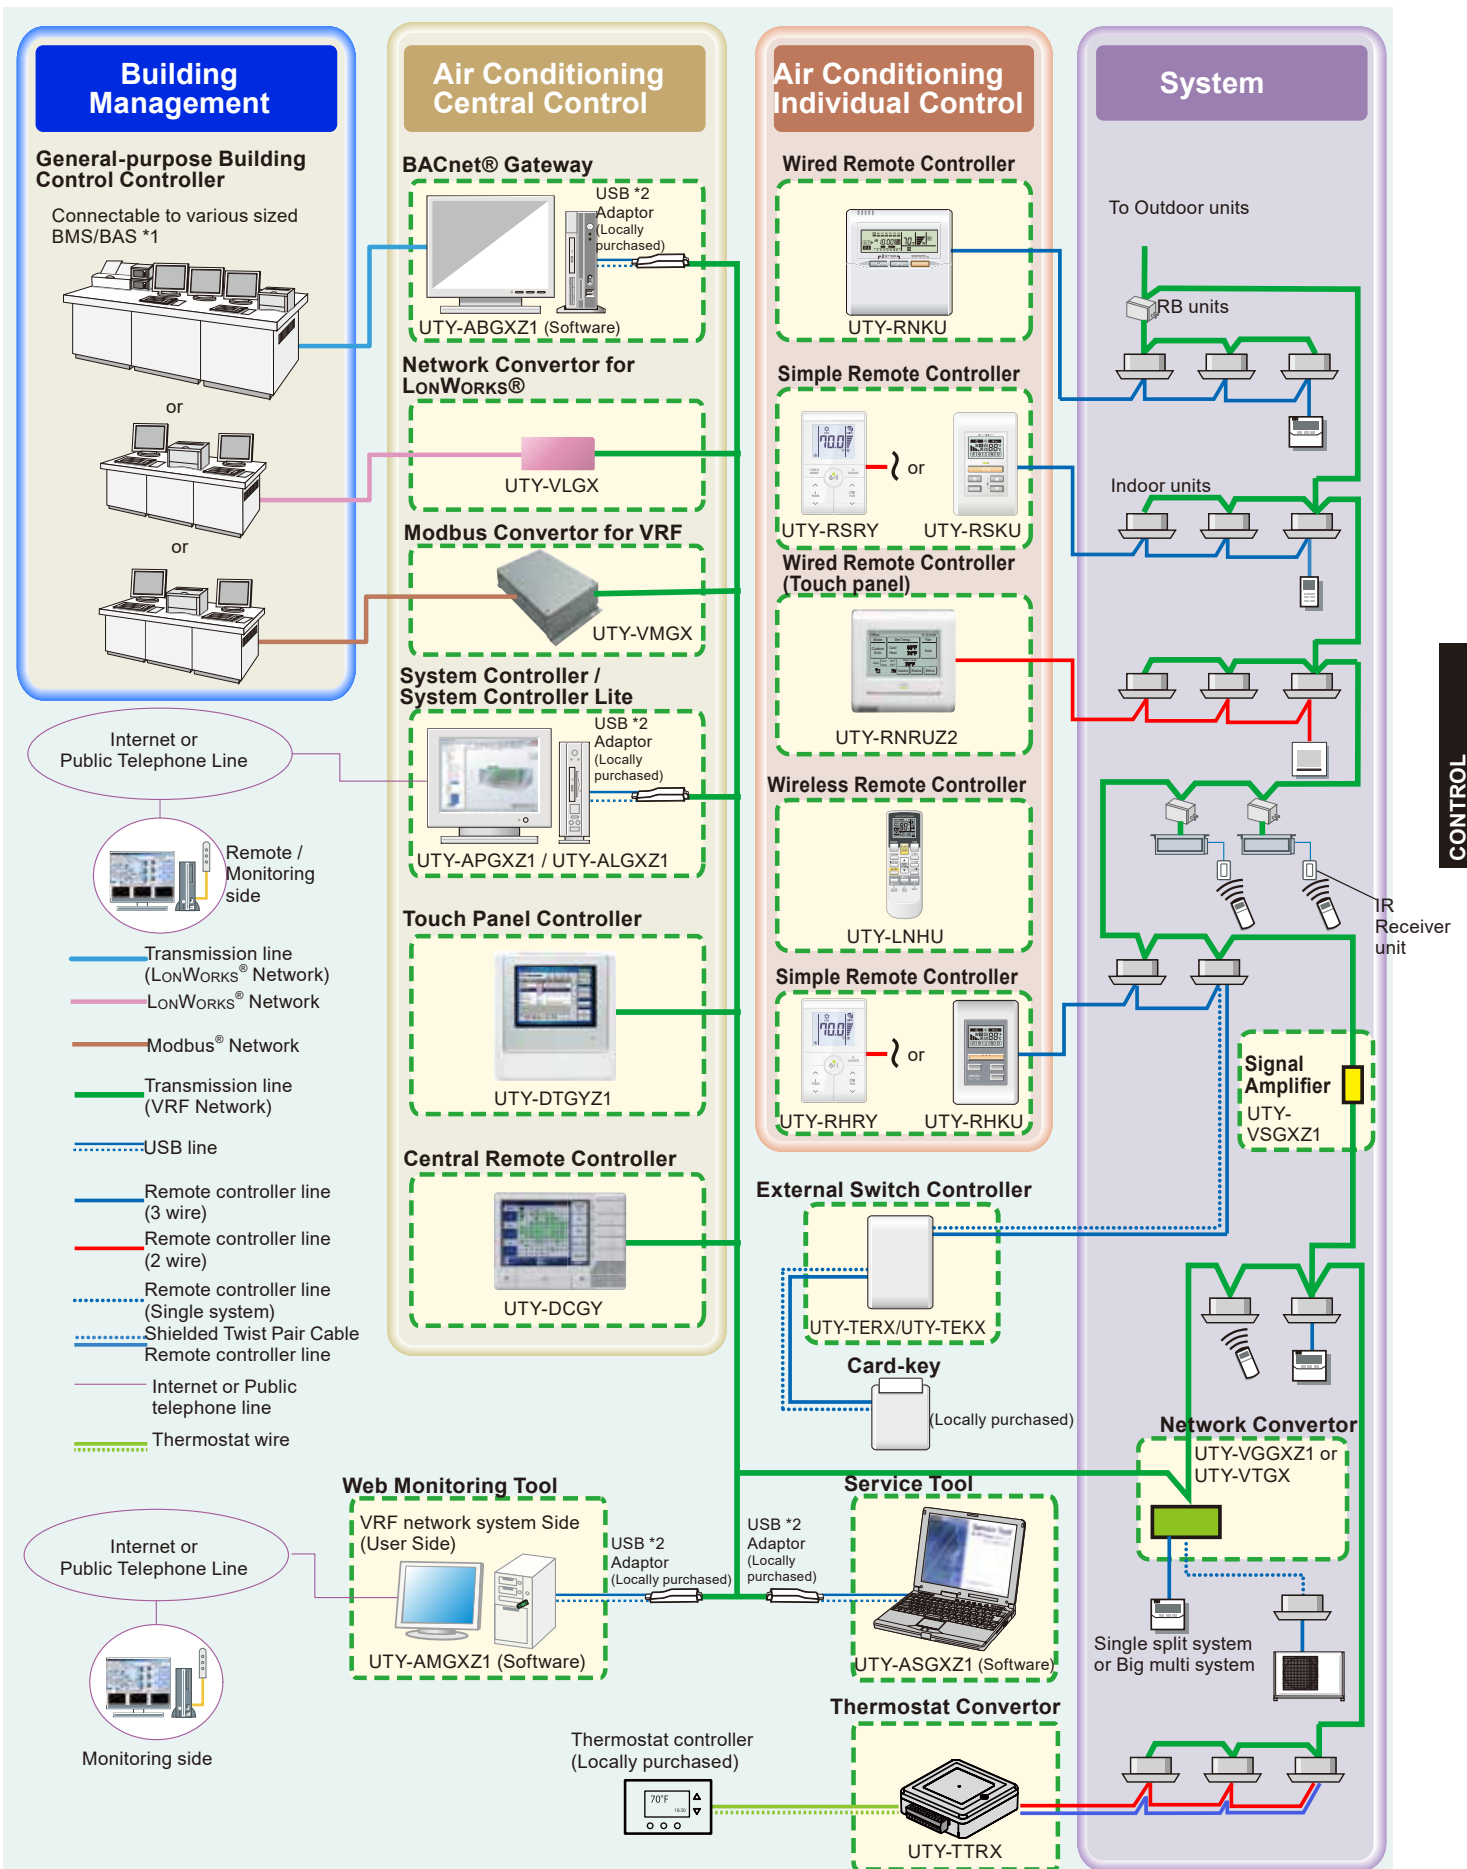 Building
Management
General-purpose Building
Control Controller
Connectable to various sized
BMS/BAS *1
or
or
Internet or
Public Telephone Line
Remote /
Monitoring
side
Transmission line
(LONWORKS® Network)
LONWORKS® Network
Modbus® Network
Transmission line
(VRF Network)
USB line
Remote controller line
(3 wire)
Remote controller line
(2 wire)
Remote controller line
(Single system)
Shielded Twist Pair Cable
Remote controller line
Internet or Public
telephone line
Thermostat wire
Internet or
Public Telephone Line
Monitoring side
Air Conditioning
Central Control
BACnet® Gateway
USB *2
Adaptor
(Locally
purchased)
UTY-ABGXZ1 (Software)
Network Convertor for
LONWORKS®
UTY-VLGX
Modbus Convertor for VRF
UTY-VMGX
System Controller /
System Controller Lite
USB *2
Adaptor
(Locally
purchased)
UTY-APGXZ1 / UTY-ALGXZ1
Touch Panel Controller
UTY-DTGYZ1
Central Remote Controller
UTY-DCGY
Web Monitoring Tool
VRF network system Side
(User Side)
UTY-AMGXZ1 (Software)
USB *2
Adaptor
(Locally purchased)
Air Conditioning
Individual Control
Wired Remote Controller
UTY-RNKU
Simple Remote Controller
70.0
or
UTY-RSRY
UTY-RSKU
Wired Remote Controller
(Touch panel)
UTY-RNRUZ2
Wireless Remote Controller
UTY-LNHU
Simple Remote Controller
70.0
or
UTY-RHRY
UTY-RHKU
External Switch Controller
UTY-TERX/UTY-TEKX
Card-key
(Locally purchased)
USB *2
Adaptor
(Locally
purchased)
Service Tool
UTY-ASGXZ1 (Software)
Thermostat Convertor
Thermostat controller
(Locally purchased)
70°F
UTY-TTRX
System
To Outdoor units
RB units
Indoor units
IR
Receiver
unit
Signal
Amplifier
UTY-
VSGXZ1
Network Convertor
UTY-VGGXZ1 or
UTY-VTGX
Single split system
or Big multi system
CONTROL